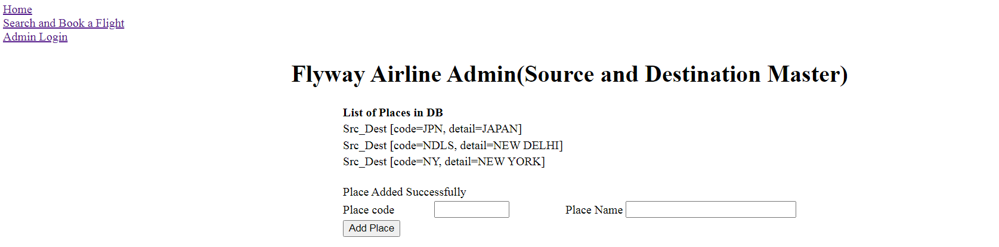 Home
Search and Book a Flight
Admin Login
Flyway Airline Admin(Source and Destination Master)
List of Places in DB
Src_Dest [code=JPN, detail=JAPAN]
Src_Dest [code=NDLS, detail=NEW DELHI]
Src_Dest [code=NY, detail=NEW YORK]
Place Added Successfully
Place code Place Name
Add Place